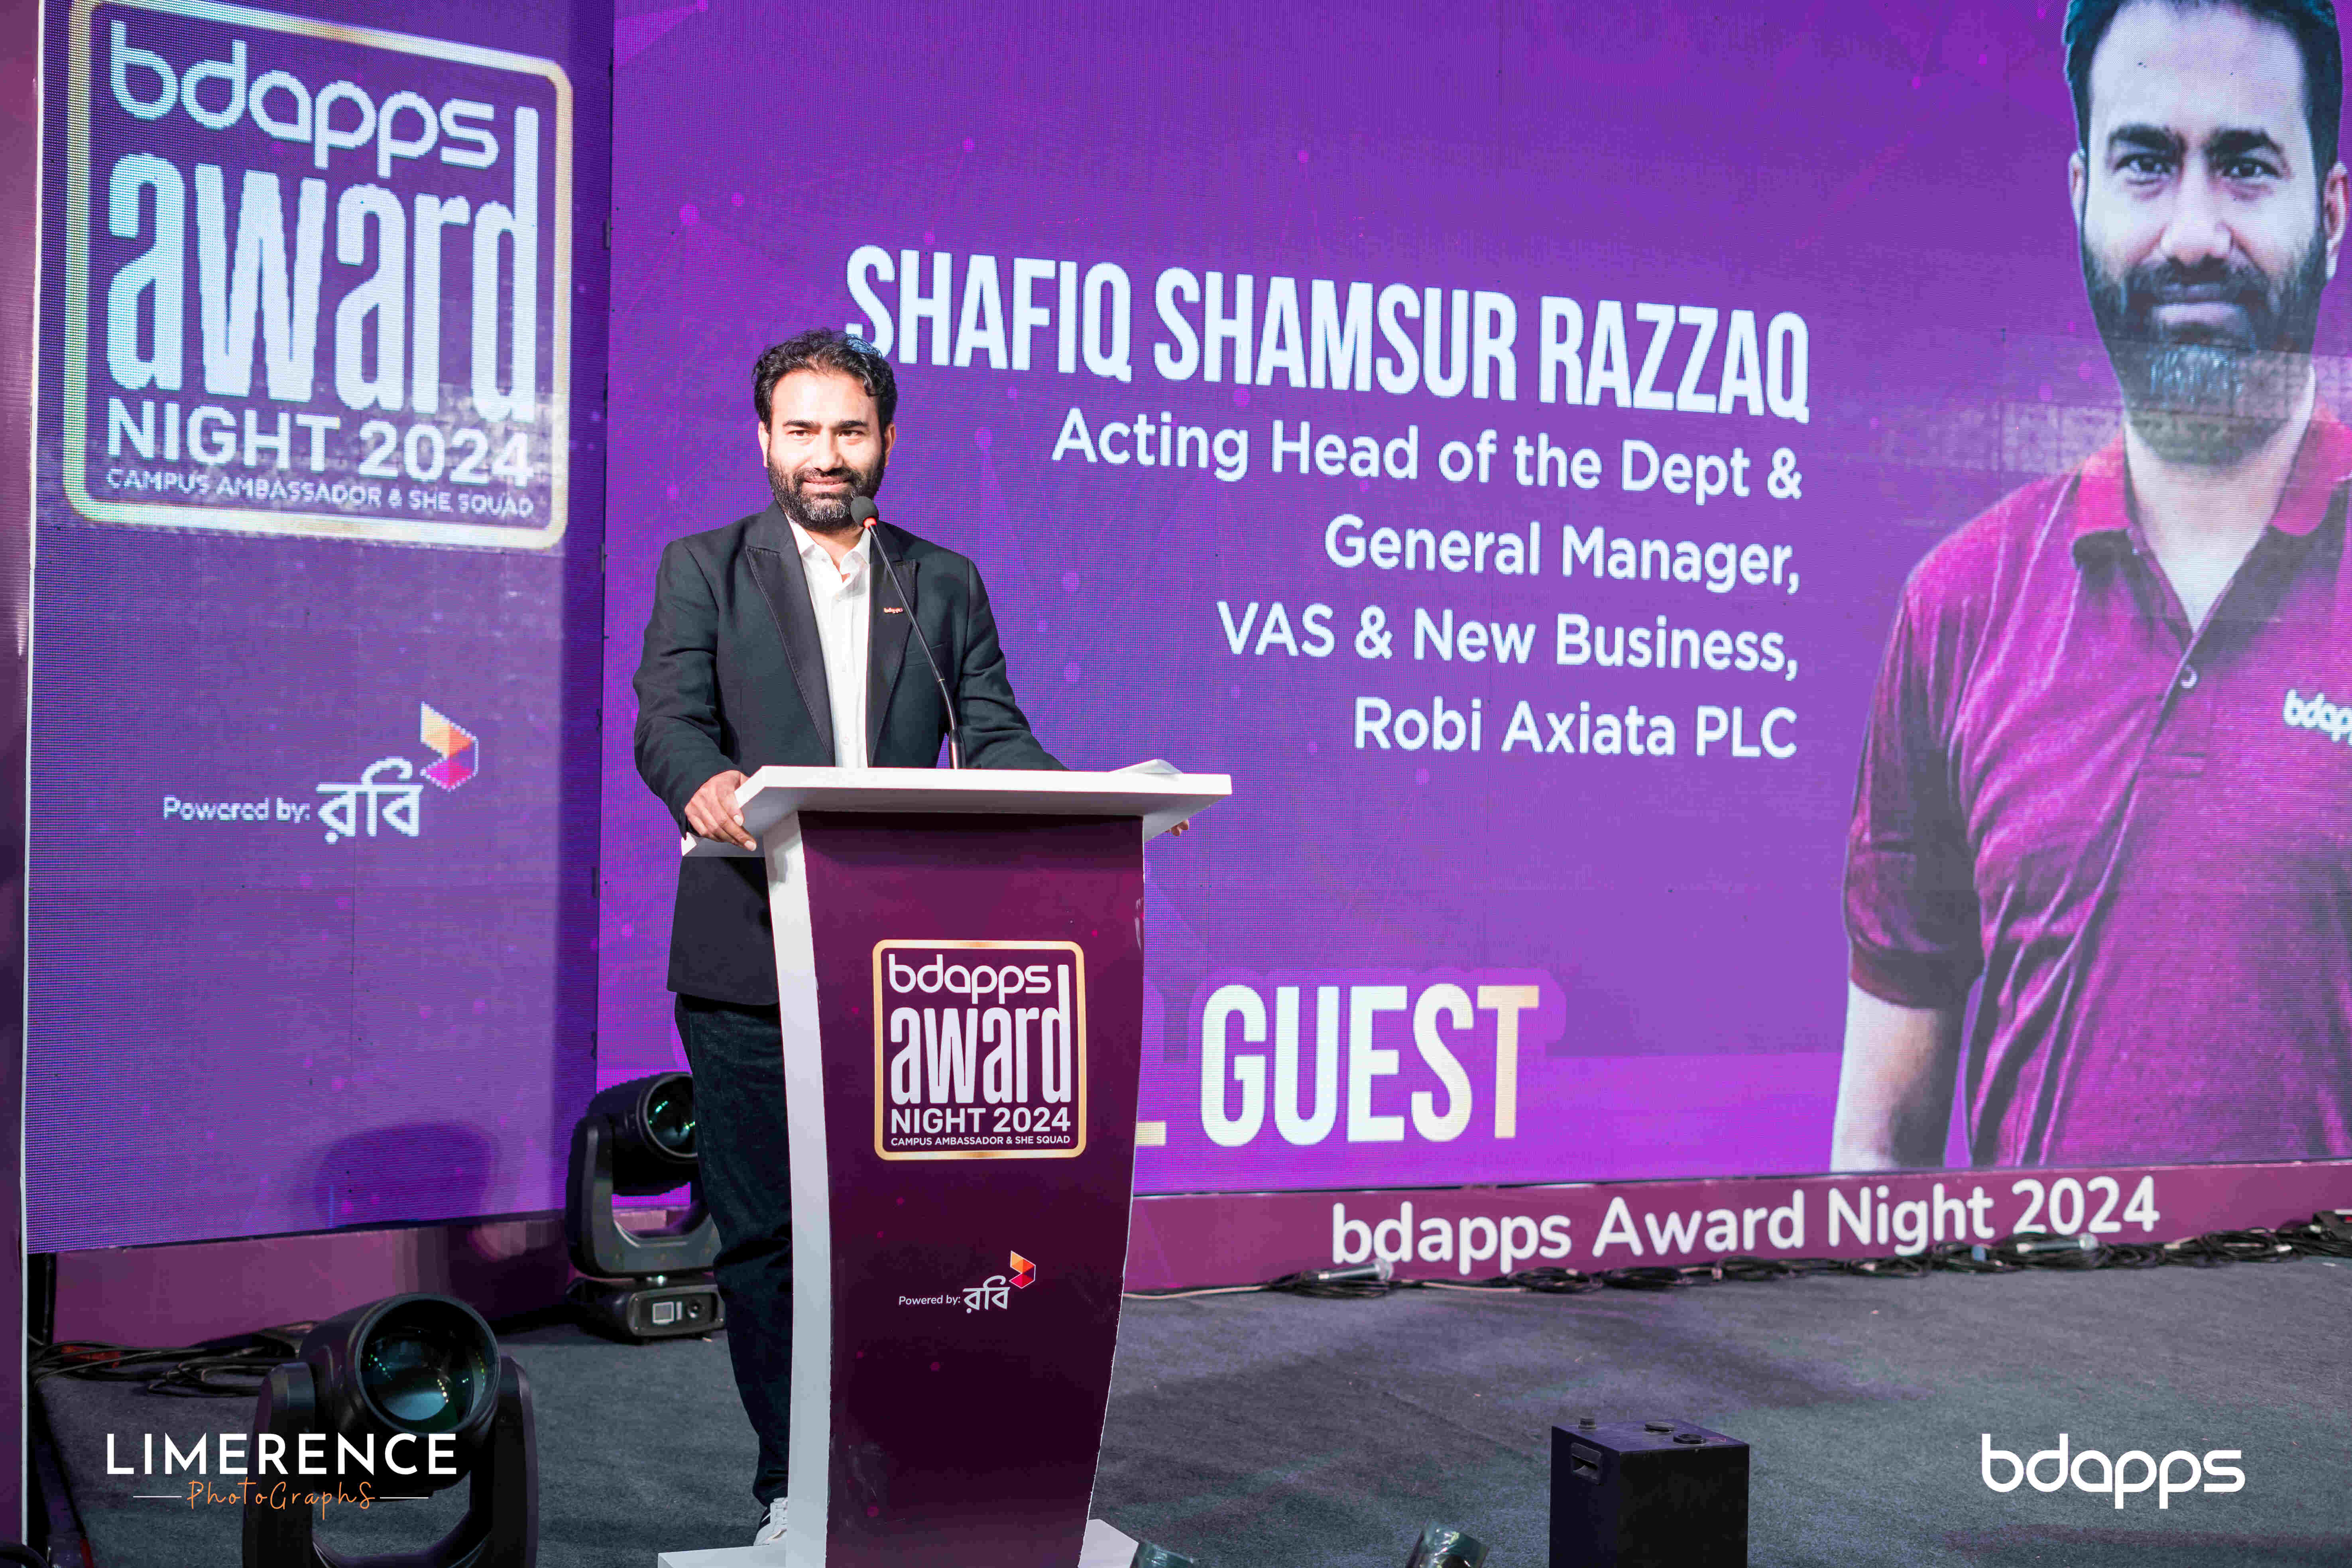 bdapps
award
NIGHT 2024
CAMPUS AMBASSADOR & SHE SQUAD
Powered by: রবি
SHAFIQ SHAMSUR RAZZAQ
Acting Head of the Dept &
General Manager,
VAS & New Business,
Robi Axiata PLC
GUEST
bdapps
bdapps
award
NIGHT 2024
CAMPUS AMBASSADOR & SHE SQUAD
Powered by: রবি
bdapps Award Night 2024
LIMERENCE
PhotoGraphs
bdapps